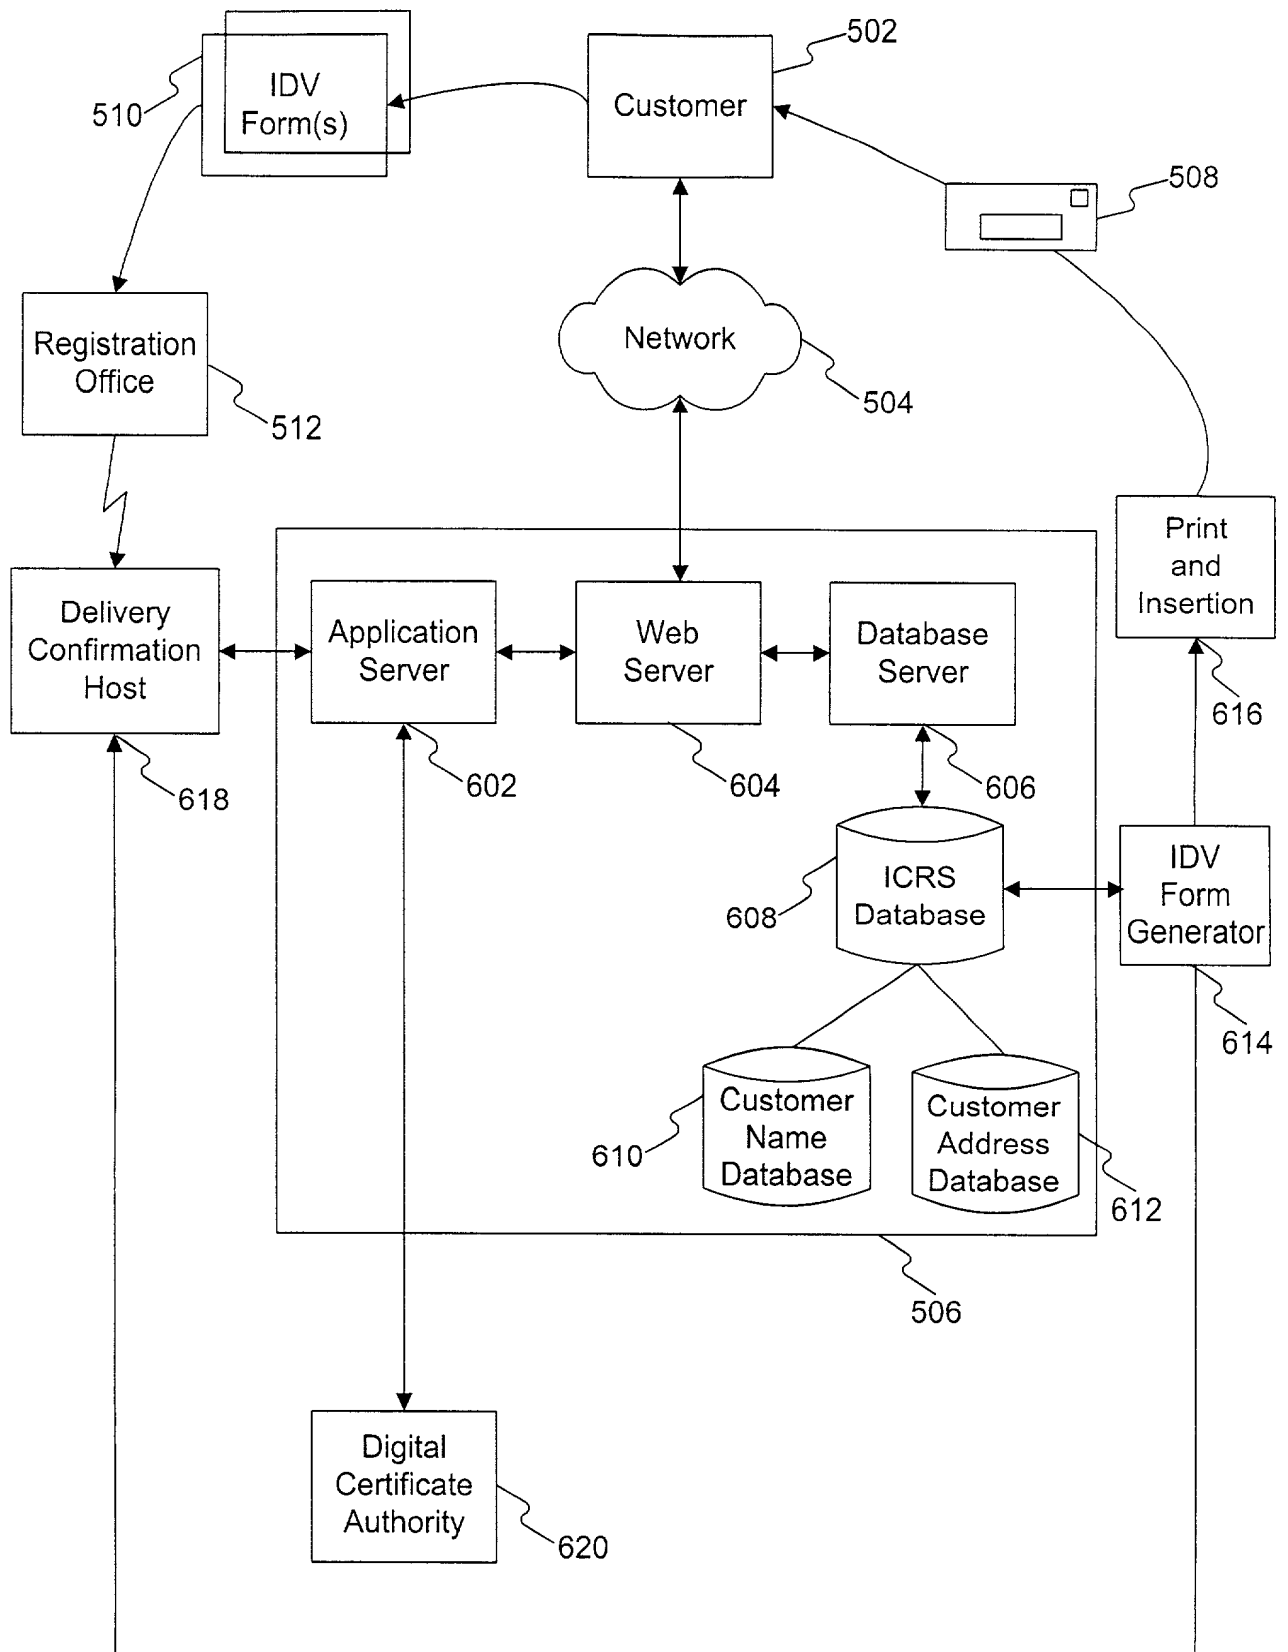 502
IDV
Form(s)
510
Customer
508
Network
504
Registration
Office
512
Print
and
Insertion
616
Delivery
Confirmation
Host
618
Application
Server
602
Web
Server
604
Database
Server
606
ICRS
Database
608
IDV
Form
Generator
614
Customer
Name
Database
610
Customer
Address
Database
612
506
Digital
Certificate
Authority
620